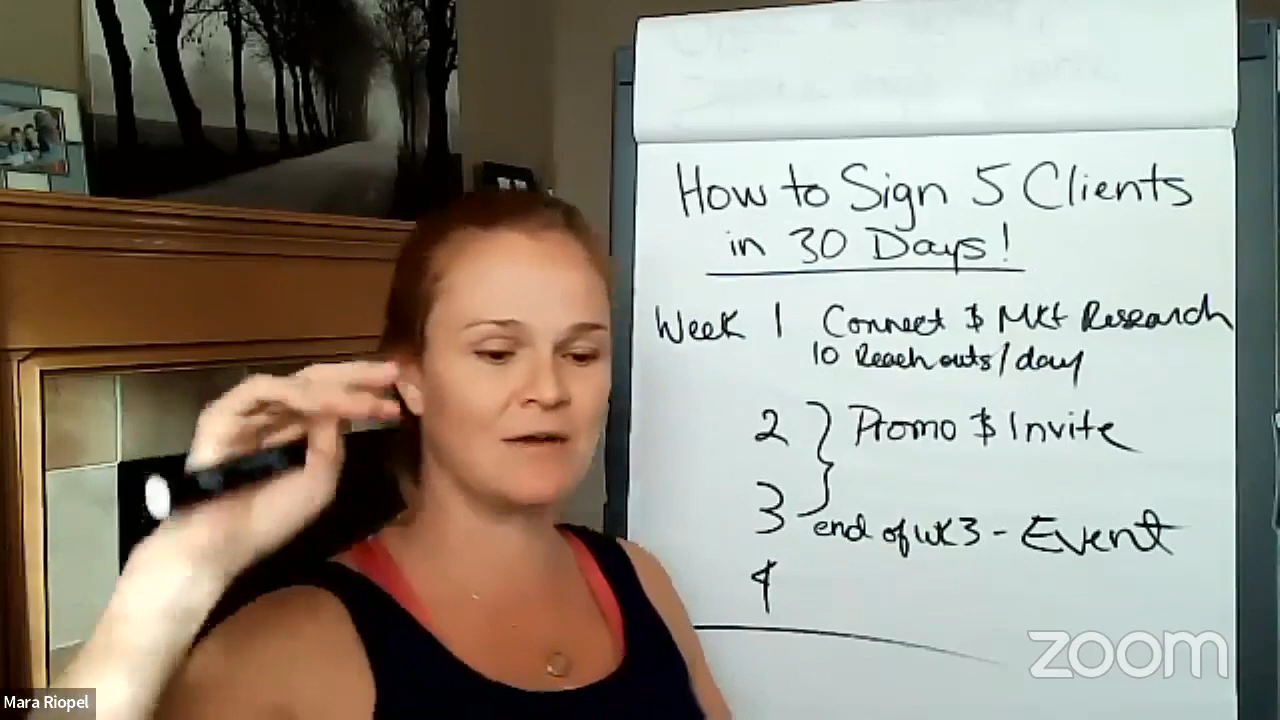 How to Sign 5 Clients
in 30 Days!
Week 1 Connect $ Mkt Research
10 Reach outs/day
2 } Promo $ Invite
3 end of wk3 - Event
4
zoom
Mara Riopel